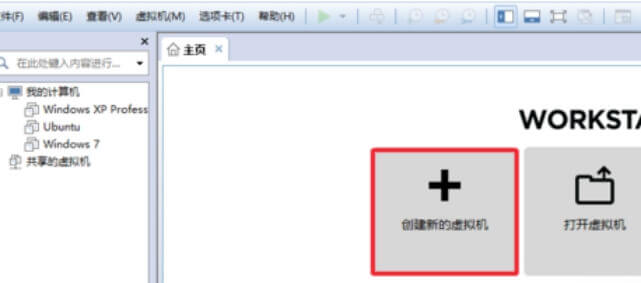 件(F) 编辑(E) 查看(V) 虚拟机(M) 选项卡(T) 帮助(H)
主页
在此处键入内容进行...
我的计算机
Windows XP Profess
Ubuntu
Windows 7
共享的虚拟机
WORKSTA
创建新的虚拟机
打开虚拟机